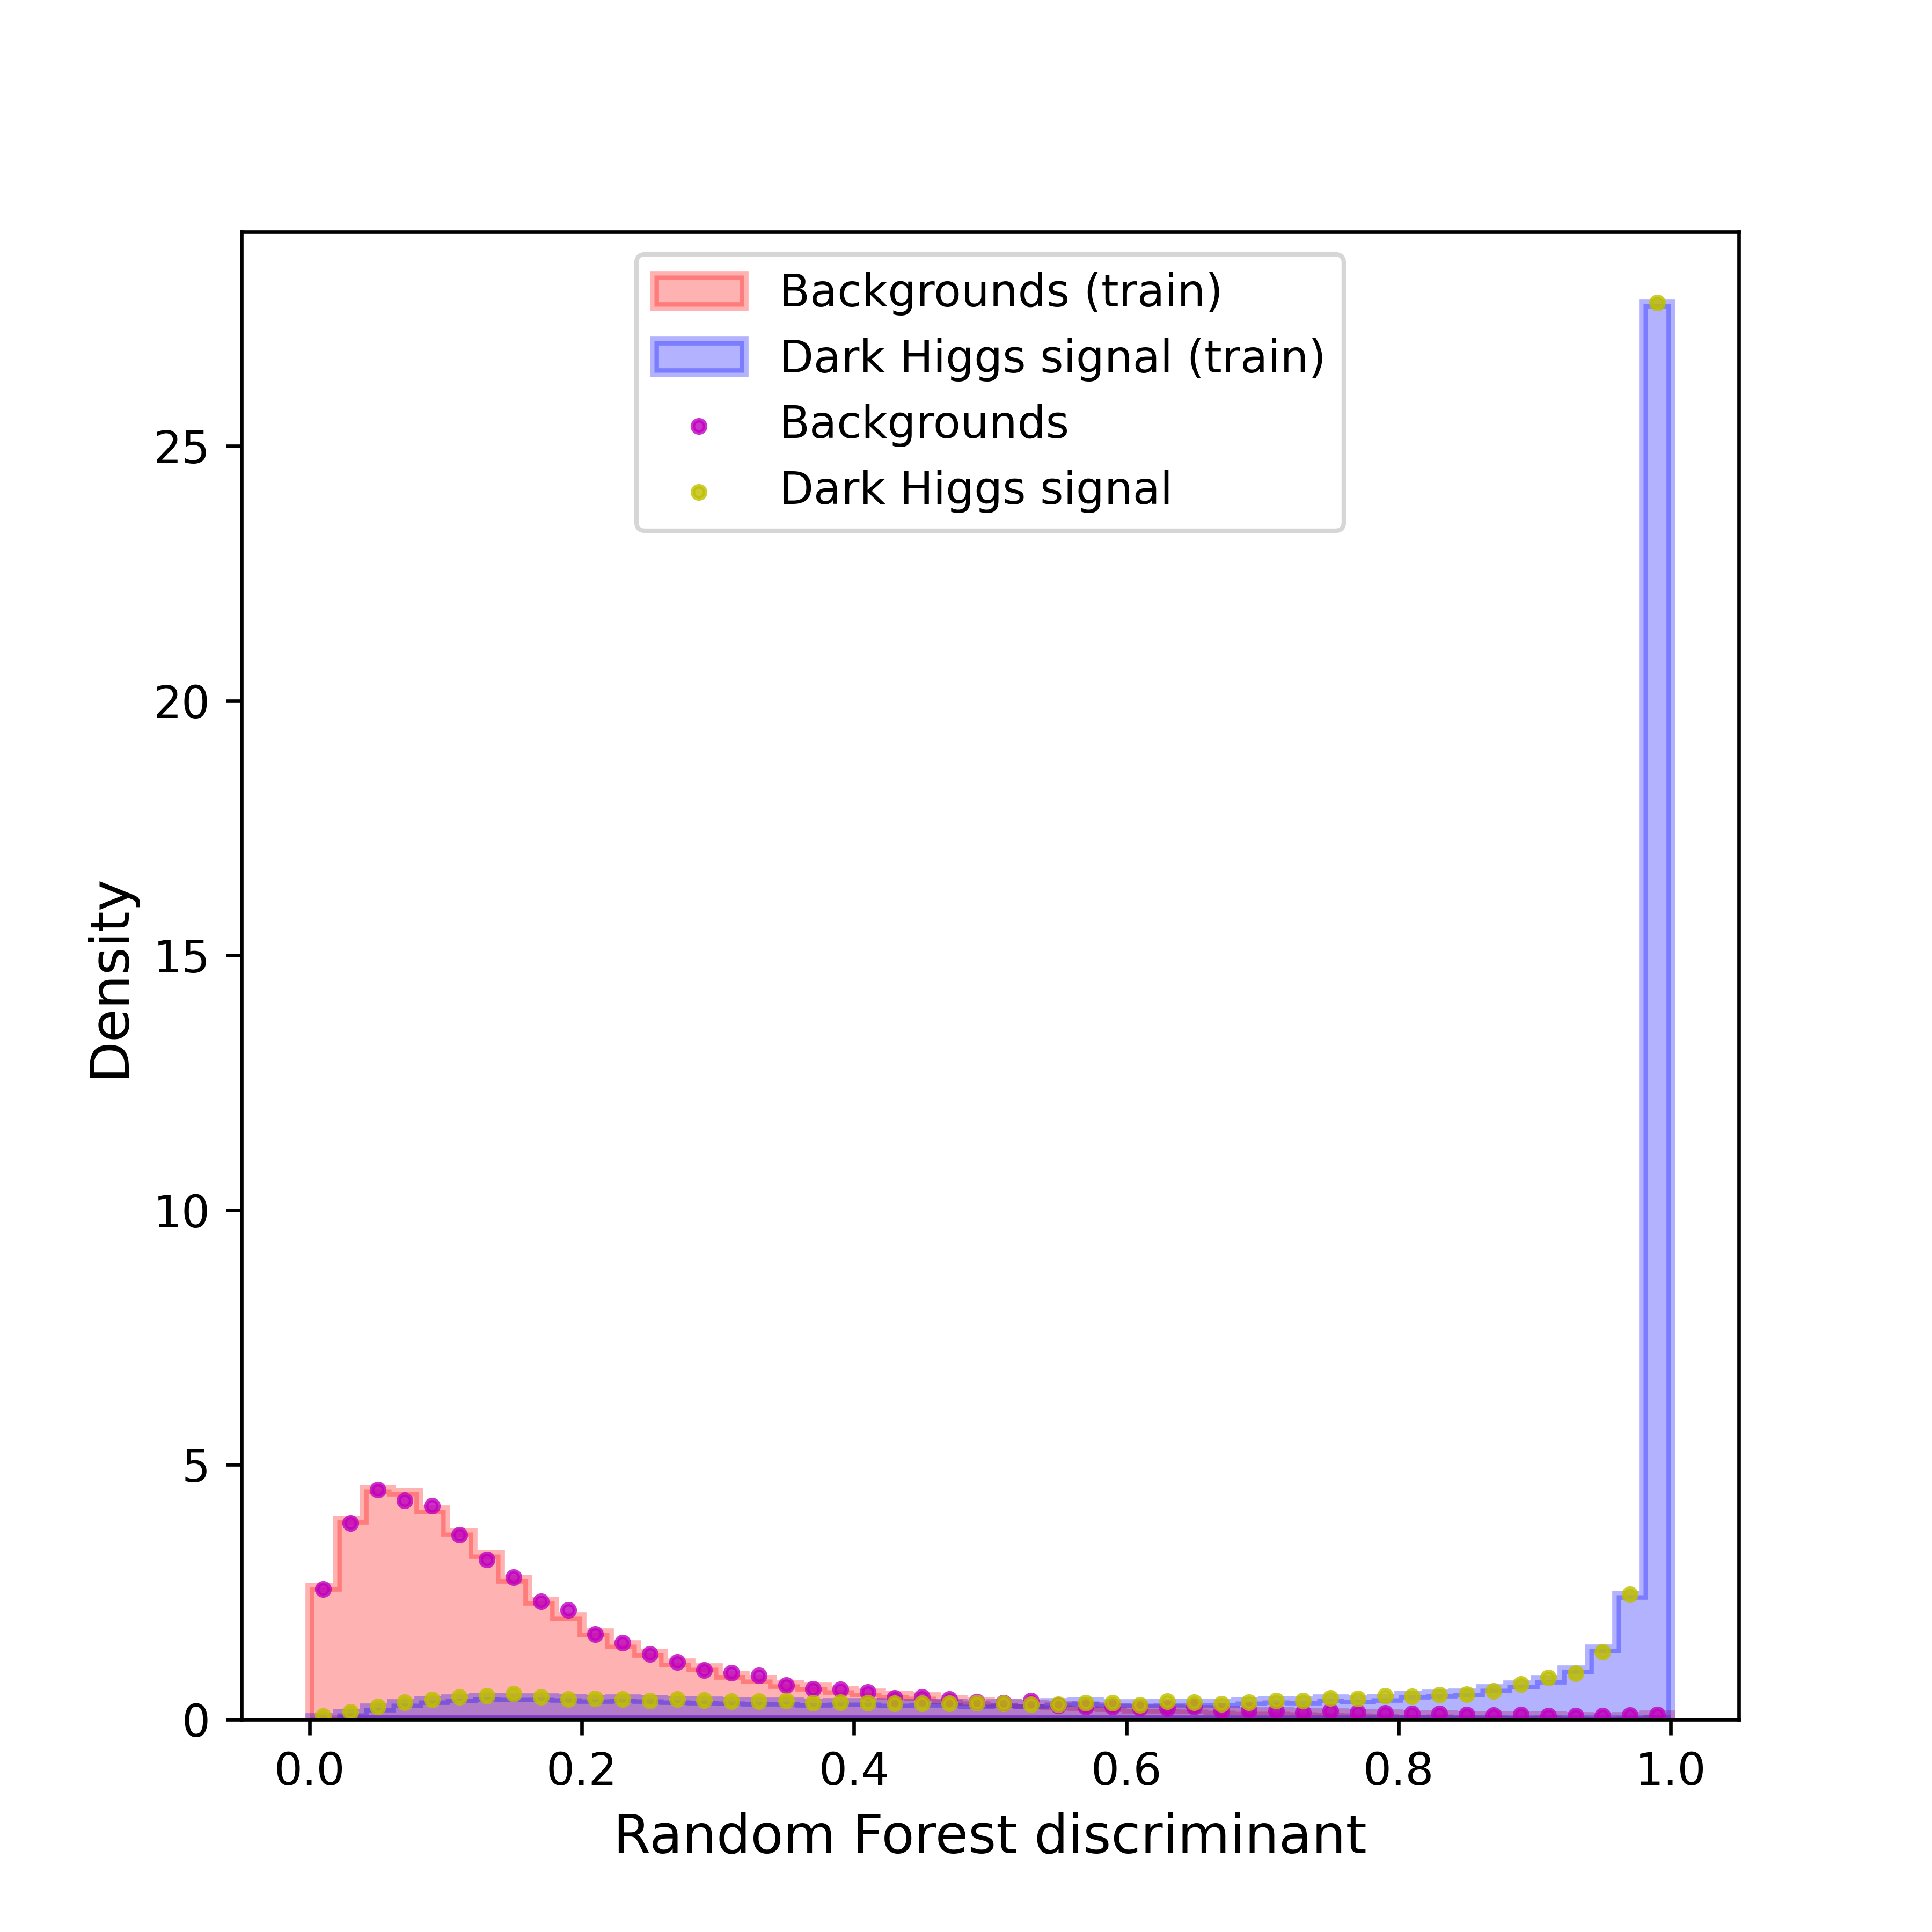 Backgrounds (train)
Dark Higgs signal (train)
Backgrounds
Dark Higgs signal
25
20
15
10
5
0
Density
0.0 0.2 0.4 0.6 0.8 1.0
Random Forest discriminant